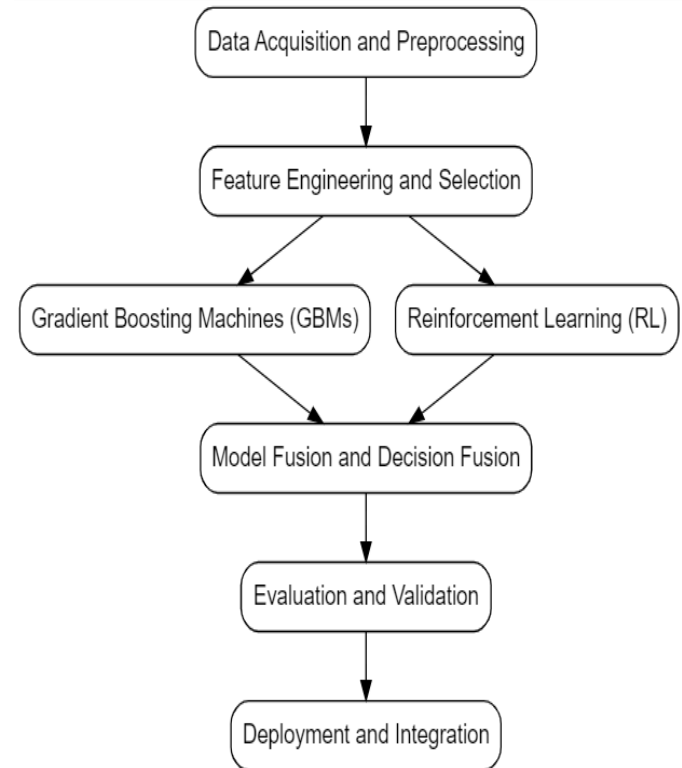 Data Acquisition and Preprocessing
Feature Engineering and Selection
Gradient Boosting Machines (GBMs)
Reinforcement Learning (RL)
Model Fusion and Decision Fusion
Evaluation and Validation
Deployment and Integration